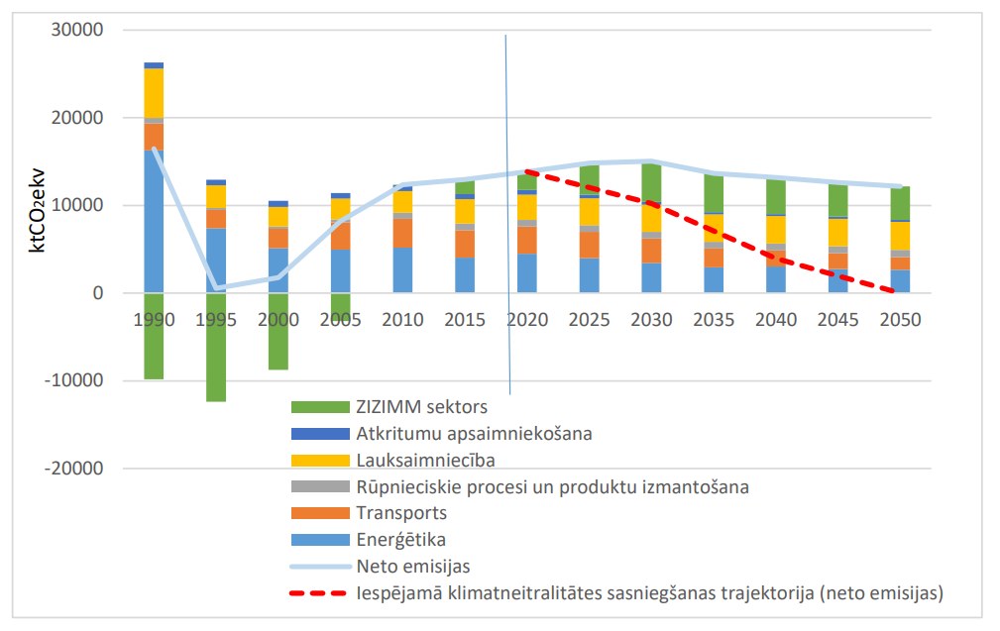 30000
20000
10000
0
-10000
-20000
ktCO2ekv
1990 1995 2000 2005 2010 2015 2020 2025 2030 2035 2040 2045 2050
ZIZIMM sektors
Atkritumu apsaimniekošana
Lauksaimniecība
Rūpnieciskie procesi un produktu izmantošana
Transports
Enerģētika
Neto emisijas
Iespējamā klimatneitralitātes sasniegšanas trajektorija (neto emisijas)